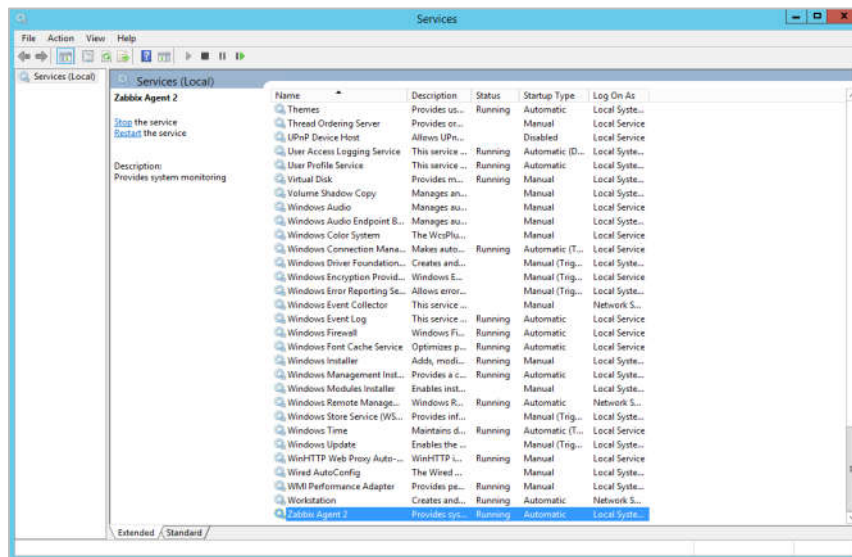 Services
File Action View Help
Services (Local)
Services (Local)
Zabbix Agent 2
Stop the service
Restart the service
Description:
Provides system monitoring
Name Description Status Startup Type Log On As
Themes Provides us... Running Automatic Local Syste...
Thread Ordering Server Provides or... Manual Local Service
UPnP Device Host Allows UPn... Disabled Local Service
User Access Logging Service This service ... Running Automatic (D... Local Syste...
User Profile Service This service ... Running Automatic Local Syste...
Virtual Disk Provides m... Running Manual Local Syste...
Volume Shadow Copy Manages an... Manual Local Syste...
Windows Audio Manages au... Manual Local Service
Windows Audio Endpoint B... Manages au... Manual Local Syste...
Windows Color System The WcsPlu... Manual Local Service
Windows Connection Mana... Makes auto... Running Automatic (T... Local Service
Windows Driver Foundation... Creates and... Manual (Trig... Local Syste...
Windows Encryption Provid... Windows E... Manual (Trig... Local Service
Windows Error Reporting Se... Allows error... Manual (Trig... Local Syste...
Windows Event Collector This service ... Manual Network S...
Windows Event Log This service ... Running Automatic Local Service
Windows Firewall Windows Fi... Running Automatic Local Service
Windows Font Cache Service Optimizes p... Running Automatic Local Service
Windows Installer Adds, modi... Running Manual Local Syste...
Windows Management Inst... Provides a c... Running Automatic Local Syste...
Windows Modules Installer Enables inst... Manual Local Syste...
Windows Remote Manage... Windows R... Running Automatic Network S...
Windows Store Service (WS... Provides inf... Manual (Trig... Local Syste...
Windows Time Maintains d... Running Automatic (T... Local Service
Windows Update Enables the ... Manual (Trig... Local Syste...
WinHTTP Web Proxy Auto-... WinHTTP i... Running Manual Local Service
Wired AutoConfig The Wired ... Manual Local Syste...
WMI Performance Adapter Provides pe... Running Manual Local Syste...
Workstation Creates and... Running Automatic Network S...
Zabbix Agent 2 Provides sys... Running Automatic Local Syste...
Extended Standard